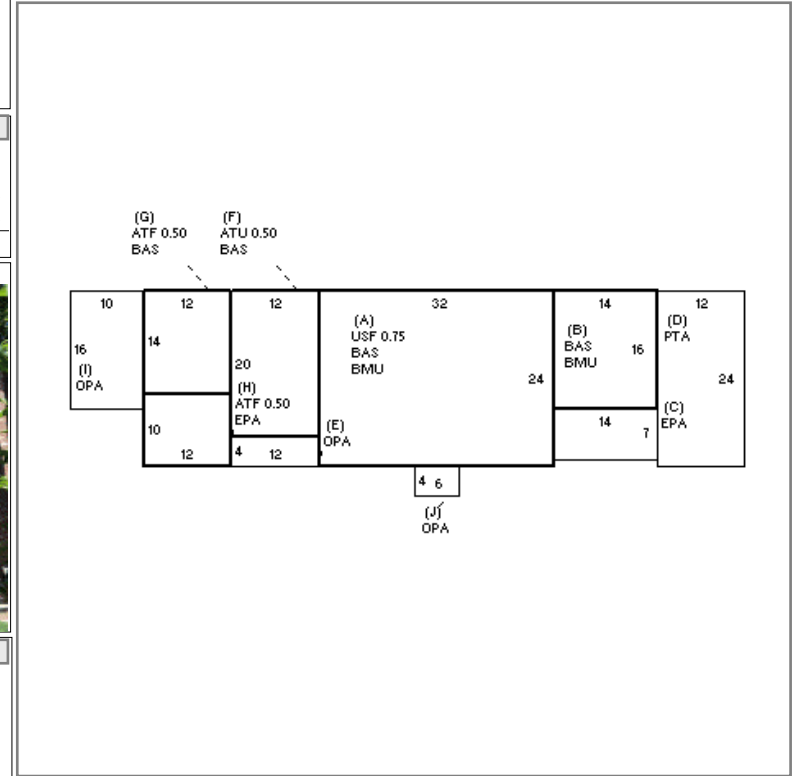 (G)
ATF 0.50
BAS
(F)
ATU 0.50
BAS
10
12
12
32
14
12
16
(I)
OPA
14
20
(H)
ATF 0.50
EPA
(A)
USF 0.75
BAS
BMU
24
(B)
BAS
BMU
16
(D)
PTA
24
(C)
EPA
10
12
4
12
(E)
OPA
14
7
4
6
(J)
OPA